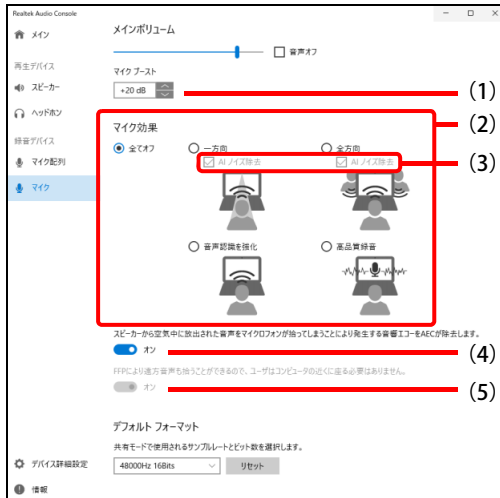 Realtek Audio Console
メイン
再生デバイス
スピーカー
ヘッドホン
録音デバイス
マイク配列
マイク
デバイス詳細設定
情報
メインボリューム
音声オフ
マイク ブースト
+20 dB
(1)
(2)
マイク効果
全てオフ
一方向
全方向
AI ノイズ除去
AI ノイズ除去
(3)
音声認識を強化
高品質録音
スピーカーから空気中に放出された音声をマイクロフォンが拾ってしまうことにより発生する音響エコーをAECが除去します。
オン
(4)
FFPにより遠方音声も拾うことができるので、ユーザはコンピュータの近くに座る必要はありません。
オン
(5)
デフォルト フォーマット
共有モードで使用されるサンプルレートとビット数を選択します。
48000Hz 16Bits
リセット